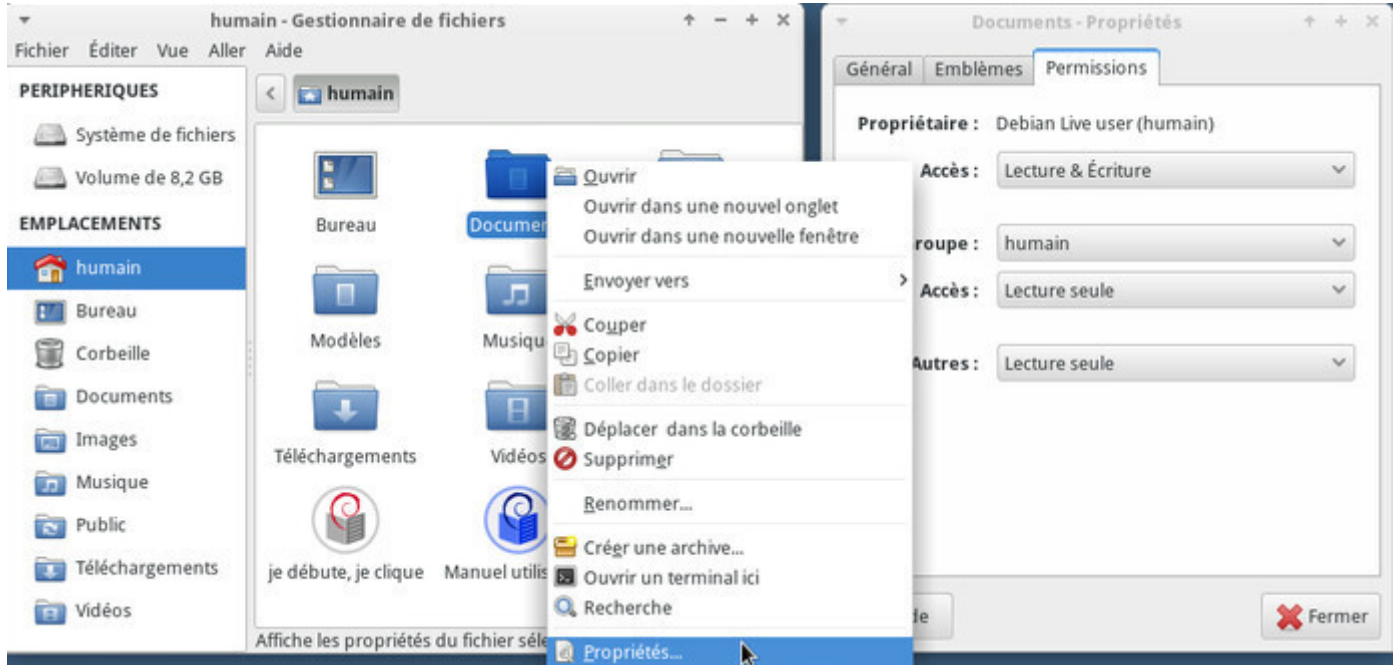 humain - Gestionnaire de fichiers
Fichier Éditer Vue Aller Aide
PERIPHERIQUES
Système de fichiers
Volume de 8,2 GB
EMPLACEMENTS
humain
Bureau
Corbeille
Documents
Images
Musique
Public
Téléchargements
Vidéos
humain
Bureau
Documen
Modèles
Musiqu
Téléchargements
Vidéos
je débute, je clique
Manuel utilis
Affiche les propriétés du fichier séle
Ouvrir
Ouvrir dans une nouvel onglet
Ouvrir dans une nouvelle fenêtre
Envoyer vers
Couper
Copier
Coller dans le dossier
Déplacer dans la corbeille
Supprimer
Renommer...
Créer une archive...
Ouvrir un terminal ici
Recherche
Propriétés...
Documents - Propriétés
Général Emblèmes Permissions
Propriétaire : Debian Live user (humain)
Accès : Lecture & Écriture
roupe : humain
Accès : Lecture seule
Autres : Lecture seule
de
Fermer